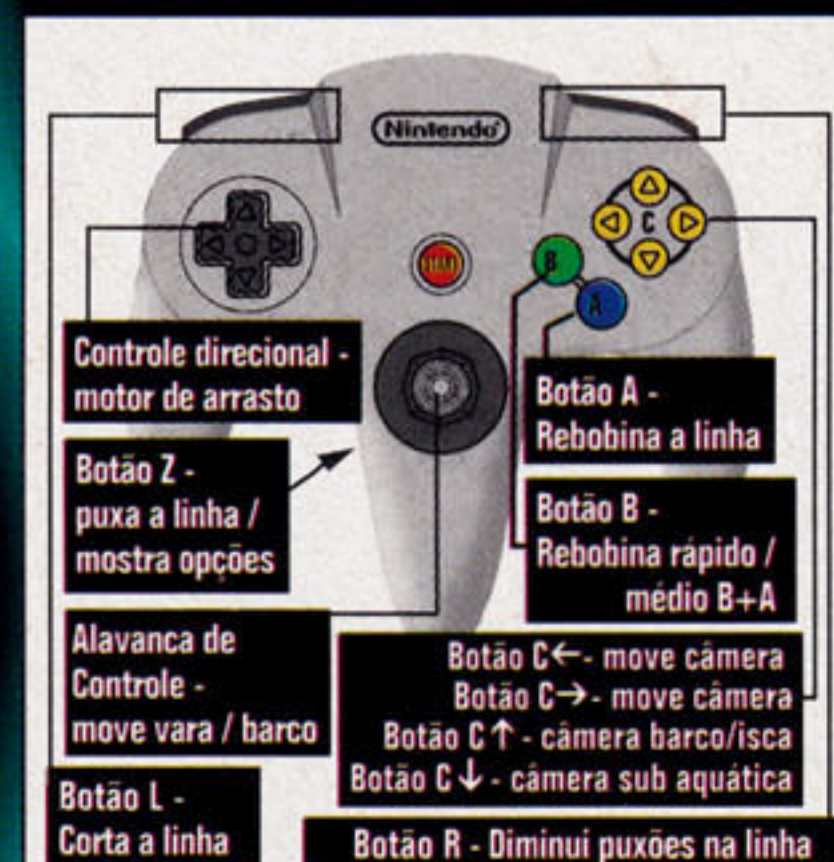 Nintendo
C
B
A
Controle direcional -
motor de arrasto
Botão A -
Rebobina a linha
Botão Z -
puxa a linha /
mostra opções
Botão B -
Rebobina rápido /
médio B+A
Alavanca de
Controle -
move vara / barco
Botão C←- move câmera
Botão C→- move câmera
Botão C↑- câmera barco/isca
Botão C↓- câmera sub aquática
Botão L -
Corta a linha
Botão R - Diminui puxões na linha